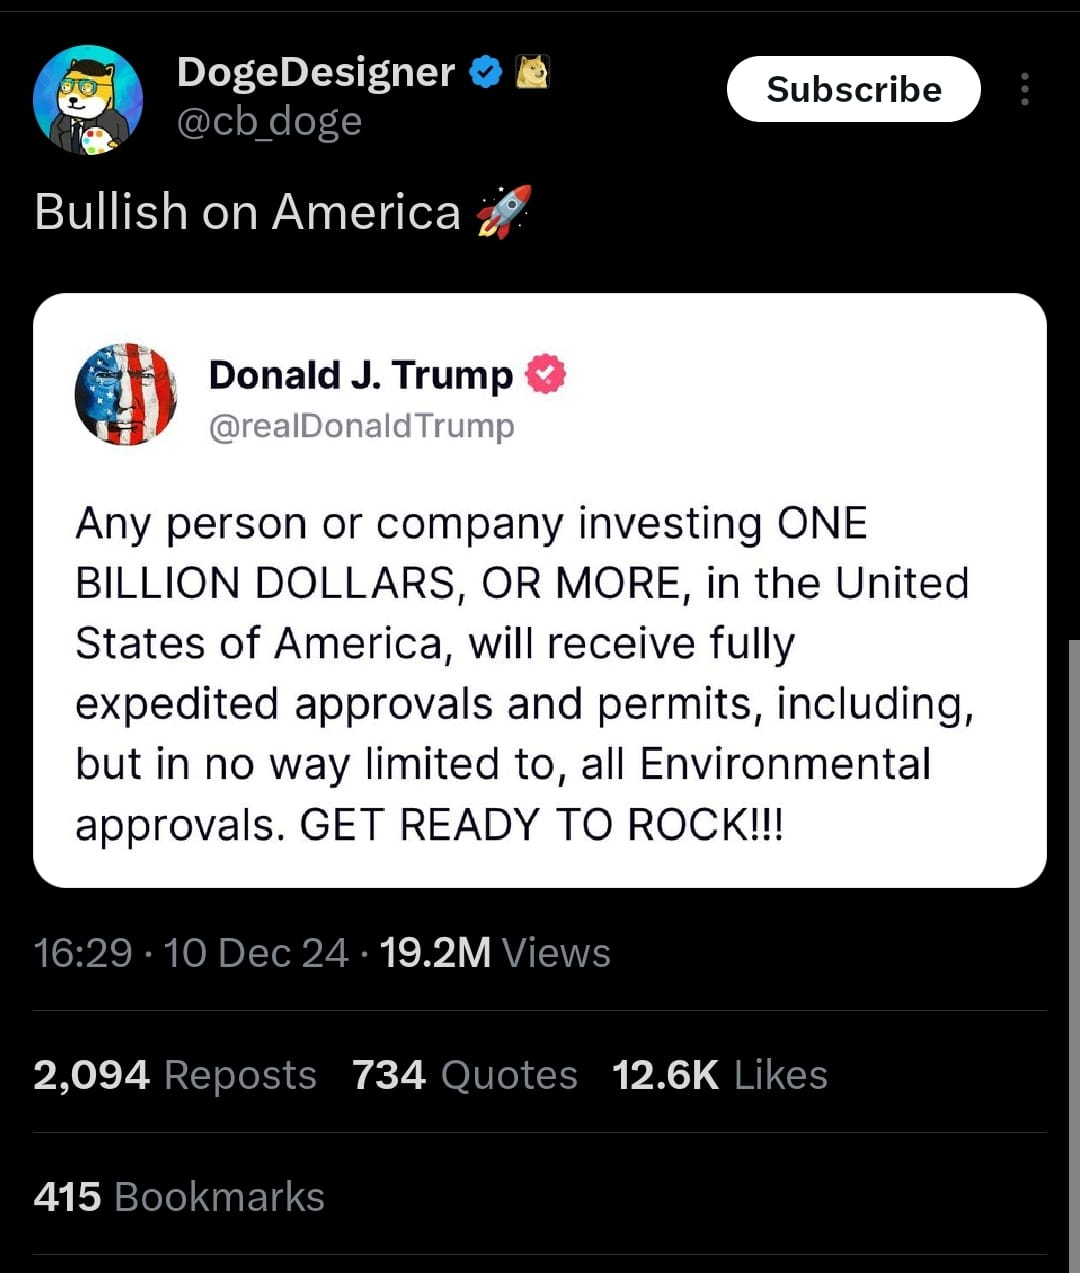 DogeDesigner
@cb_doge
Subscribe
Bullish on America 🚀
Donald J. Trump
@realDonaldTrump
Any person or company investing ONE
BILLION DOLLARS, OR MORE, in the United
States of America, will receive fully
expedited approvals and permits, including,
but in no way limited to, all Environmental
approvals. GET READY TO ROCK!!!
16:29 · 10 Dec 24 · 19.2M Views
2,094 Reposts 734 Quotes 12.6K Likes
415 Bookmarks